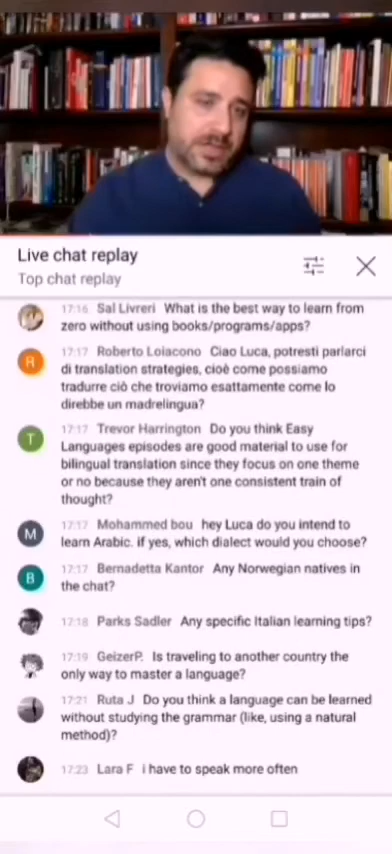 Live chat replay
Top chat replay
17:16 Sal Livreri What is the best way to learn from
zero without using books/programs/apps?
R
17:17 Roberto Loiacono Ciao Luca, potresti parlarci
di translation strategies, cioè come possiamo
tradurre ciò che troviamo esattamente come lo
direbbe un madrelingua?
T
17:17 Trevor Harrington Do you think Easy
Languages episodes are good material to use for
bilingual translation since they focus on one theme
or no because they aren't one consistent train of
thought?
M
17:17 Mohammed bou hey Luca do you intend to
learn Arabic. if yes, which dialect would you choose?
B
17:17 Bernadetta Kantor Any Norwegian natives in
the chat?
17:18 Parks Sadler Any specific Italian learning tips?
17:19 GeizerP. Is traveling to another country the
only way to master a language?
17:21 Ruta J Do you think a language can be learned
without studying the grammar (like, using a natural
method)?
17:23 Lara F i have to speak more often